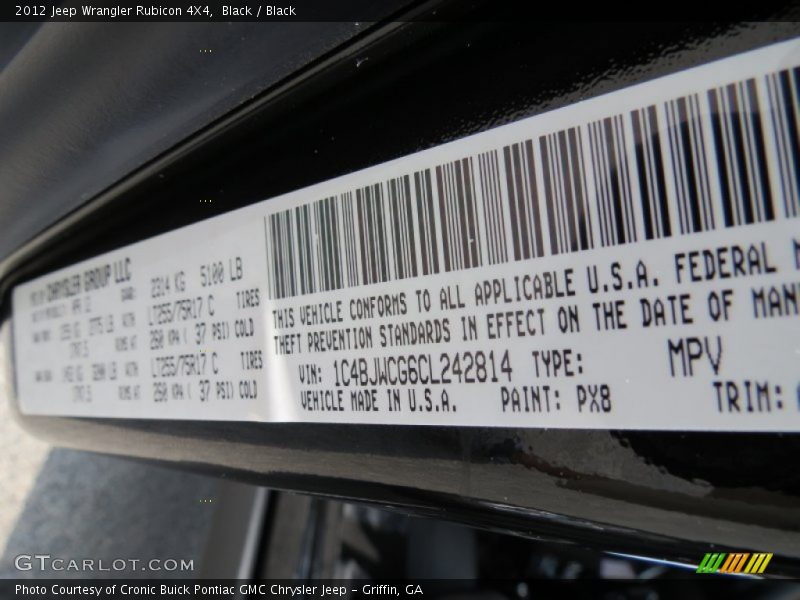 2012 Jeep Wrangler Rubicon 4X4, Black / Black
CHRYSLER GROUP LLC
2314 KG 5100 LB
LT255/75R17 C TIRES
260 KPA ( 37 PSI) COLD
LT255/75R17 C TIRES
260 KPA ( 37 PSI) COLD
THIS VEHICLE CONFORMS TO ALL APPLICABLE U.S.A. FEDERAL
THEFT PREVENTION STANDARDS IN EFFECT ON THE DATE OF MAN
VIN: 1C4BJWCG6CL242814 TYPE: MPV
VEHICLE MADE IN U.S.A. PAINT: PX8 TRIM:
GTCARLOT.COM
Photo Courtesy of Cronic Buick Pontiac GMC Chrysler Jeep – Griffin, GA